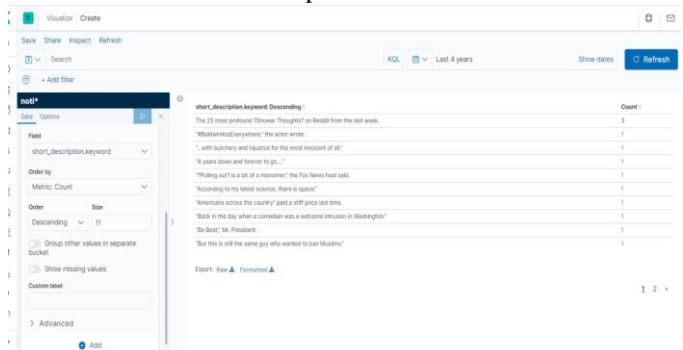 Visualize Create
Save Share Inspect Refresh
Search KQL Last 4 years Show dates Refresh
+ Add filter
noti*
Data Options
Field
short_description.keyword
Order by
Metric: Count
Order Size
Descending 11
Group other values in separate bucket
Show missing values
Custom label
> Advanced
Add
short_description.keyword: Descending Count
The 25 most profound ?Shower Thoughts? on Reddit from the last week. 3
"#BaldwinItosEverywhere," the actor wrote. 1
"...with butchery and injustice for the most innocent of all." 1
"4 years down and forever to go..." 1
"?Pulling out? is a bit of a misnomer," the Fox News host said. 1
"According to my latest science, there is space." 1
"Americans across the country" paid a stiff price last time. 1
"Back in the day when a comedian was a welcome intrusion in Washington." 1
"Be Best," Mr. President. 1
"But this is still the same guy who wanted to ban Muslims." 1
Export: Raw Formatted
1 2 »